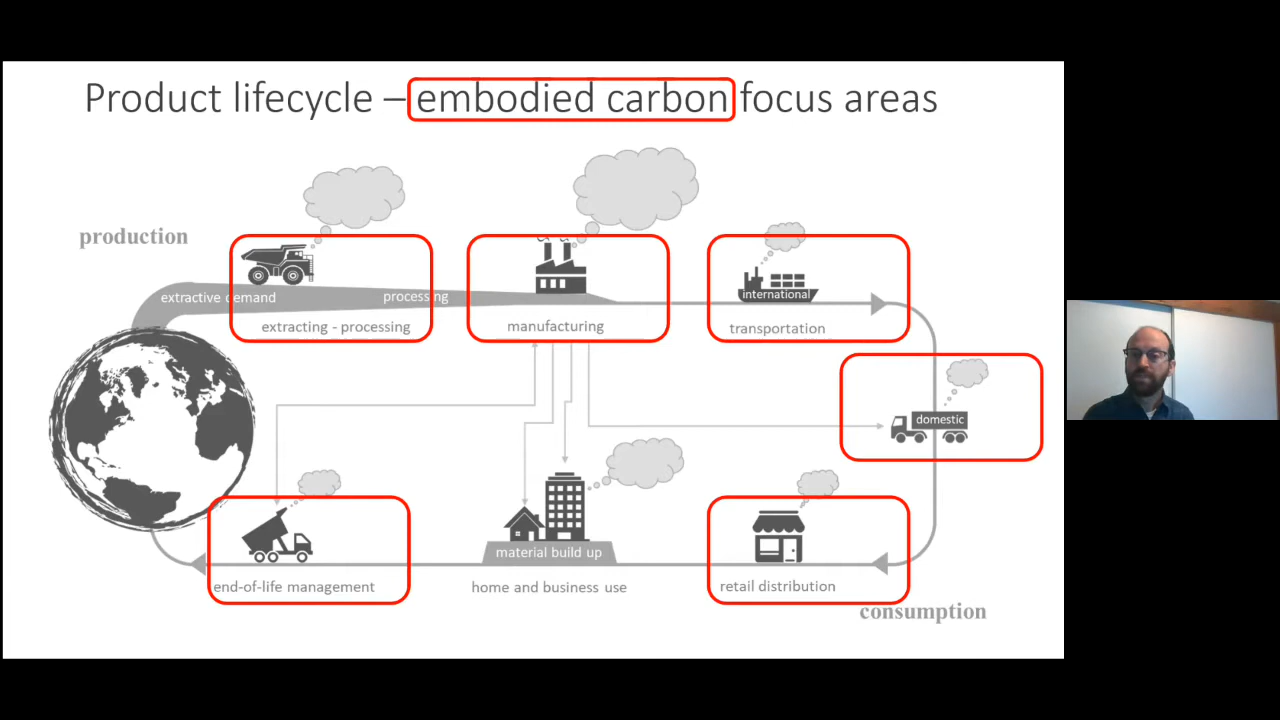 Product lifecycle – embodied carbon focus areas
production
extractive demand
processing
extracting - processing
manufacturing
international
transportation
domestic
material build up
end-of-life management
home and business use
retail distribution
consumption